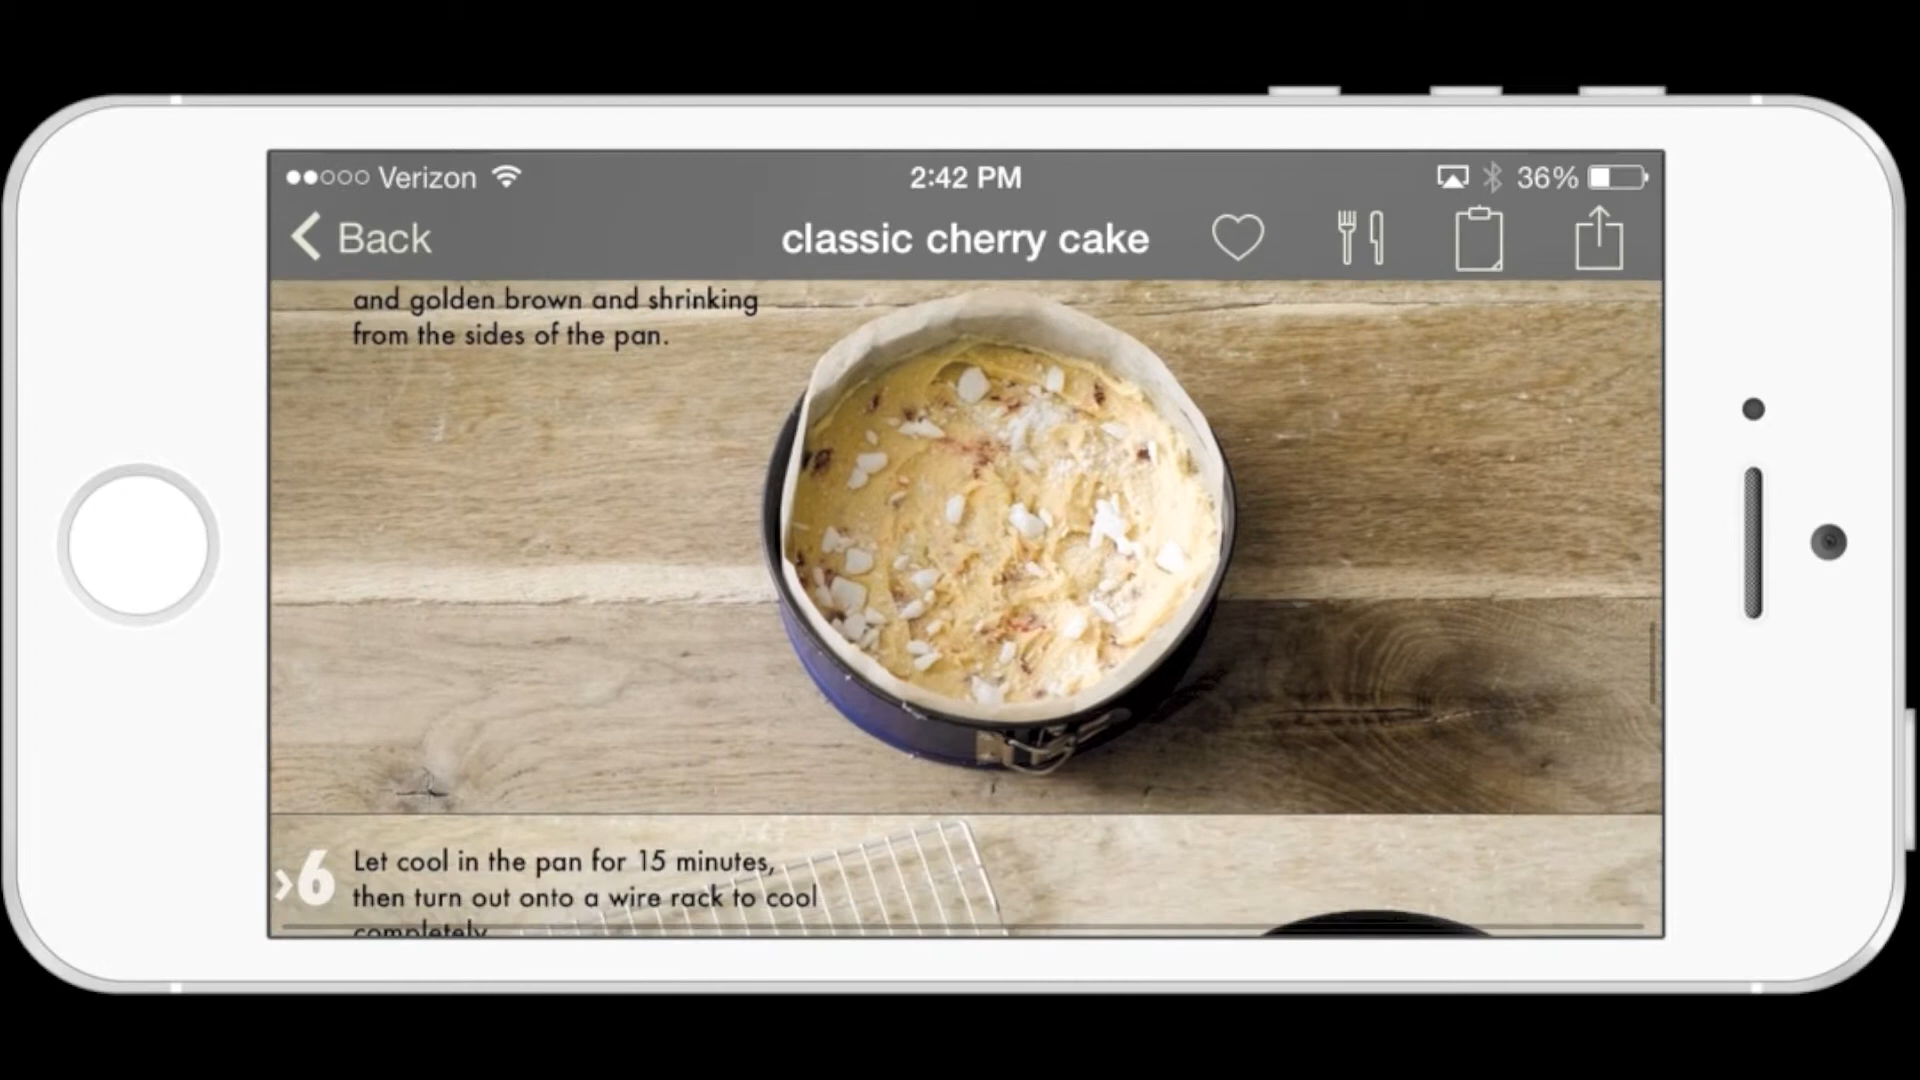 Verizon
2:42 PM
36%
Back
classic cherry cake
and golden brown and shrinking
from the sides of the pan.
>6
Let cool in the pan for 15 minutes,
then turn out onto a wire rack to cool
completely